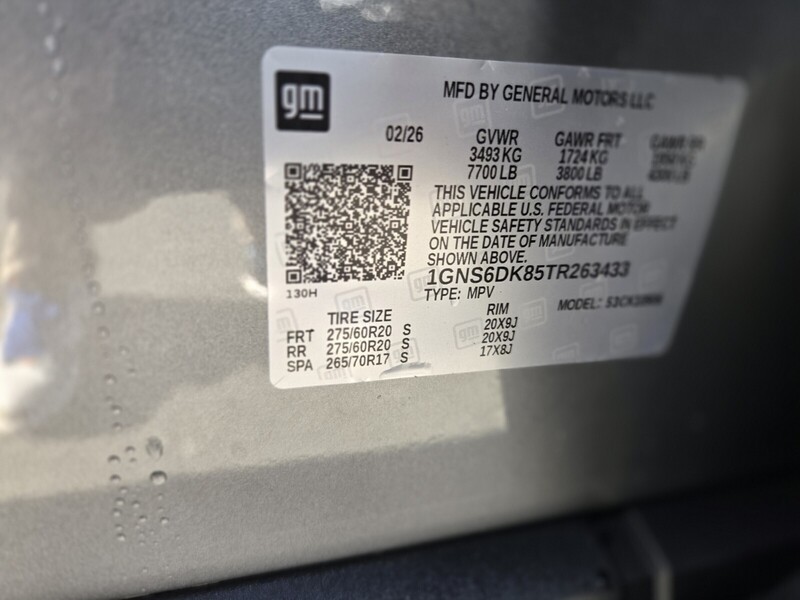 gm
MFD BY GENERAL MOTORS LLC
02/26
GVWR GAWR FRT GAWR RR
3493 KG 1724 KG
7700 LB 3800 LB
THIS VEHICLE CONFORMS TO ALL
APPLICABLE U.S. FEDERAL MOTOR
VEHICLE SAFETY STANDARDS IN EFFECT
ON THE DATE OF MANUFACTURE
SHOWN ABOVE.
1GNS6DK85TR263433
TYPE: MPV MODEL:
130H
TIRE SIZE RIM
FRT 275/60R20 S 20X9J
RR 275/60R20 S 20X9J
SPA 265/70R17 S 17X8J